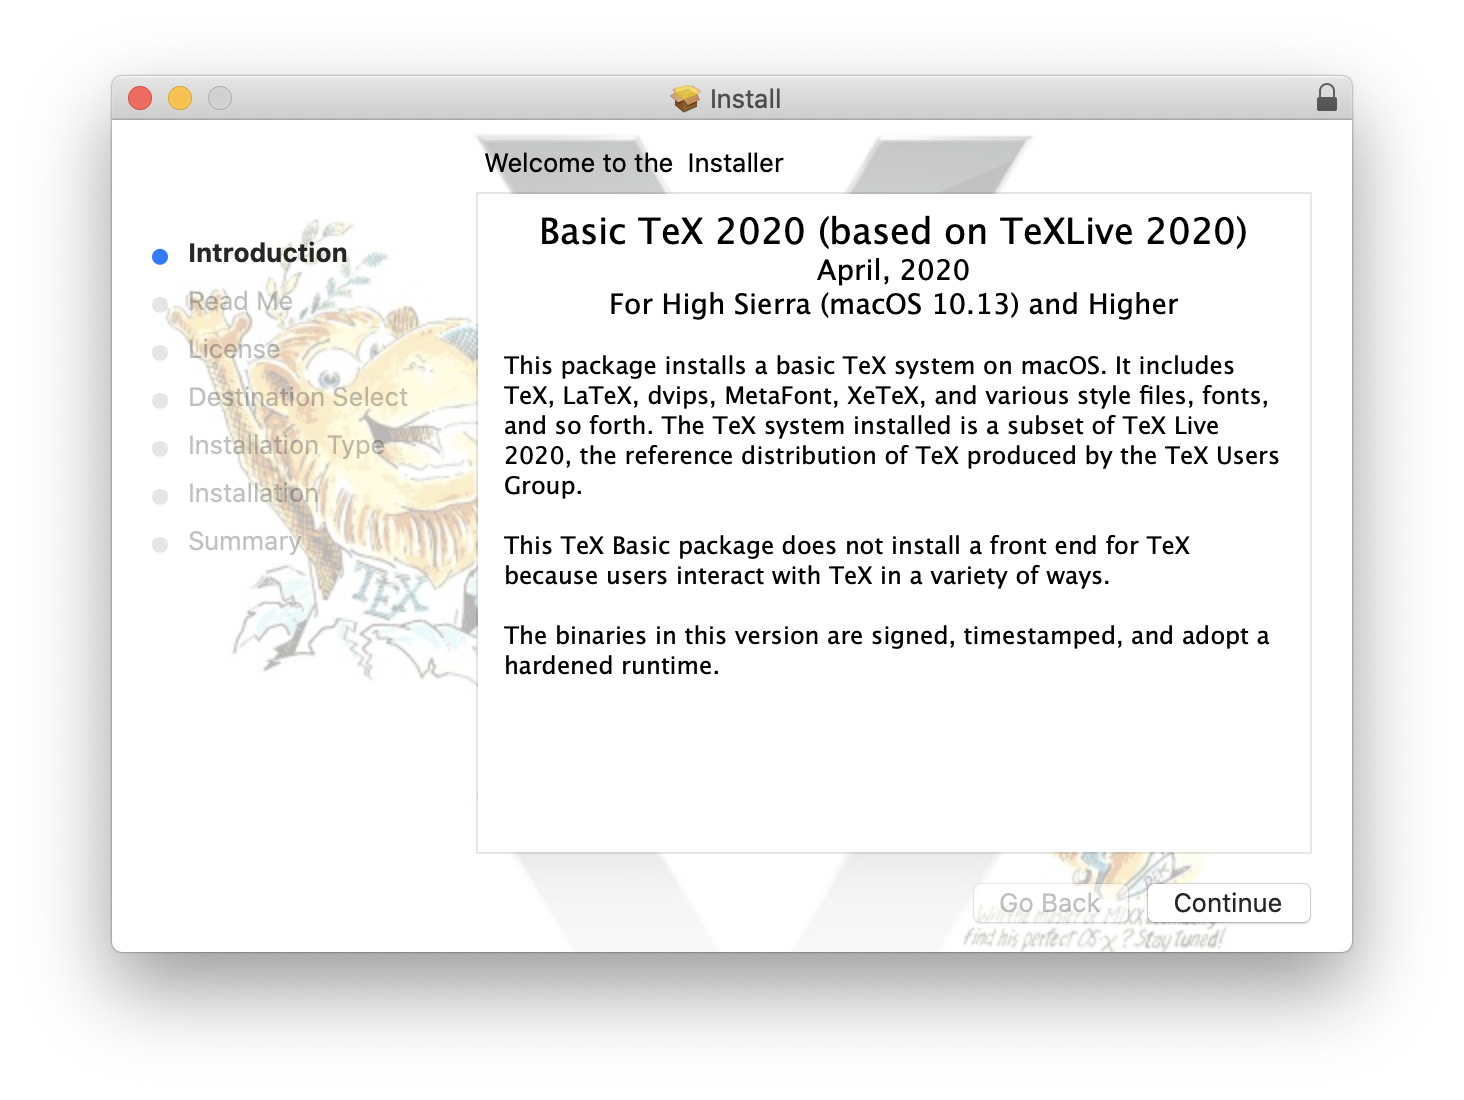 Install
Welcome to the  Installer
Introduction
Read Me
License
Destination Select
Installation Type
Installation
Summary
Basic TeX 2020 (based on TeXLive 2020)
April, 2020
For High Sierra (macOS 10.13) and Higher
This package installs a basic TeX system on macOS. It includes
TeX, LaTeX, dvips, MetaFont, XeTeX, and various style files, fonts,
and so forth. The TeX system installed is a subset of TeX Live
2020, the reference distribution of TeX produced by the TeX Users
Group.
This TeX Basic package does not install a front end for TeX
because users interact with TeX in a variety of ways.
The binaries in this version are signed, timestamped, and adopt a
hardened runtime.
TEX
Go Back
Continue
Will the master of MIXX
find his perfect OS-X? Stay tuned!